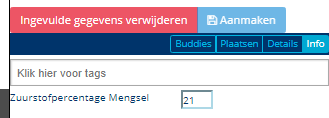 Ingevulde gegevens verwijderen Aanmaken
Buddies Plaatsen Details Info
Klik hier voor tags
Zuurstofpercentage Mengsel 21